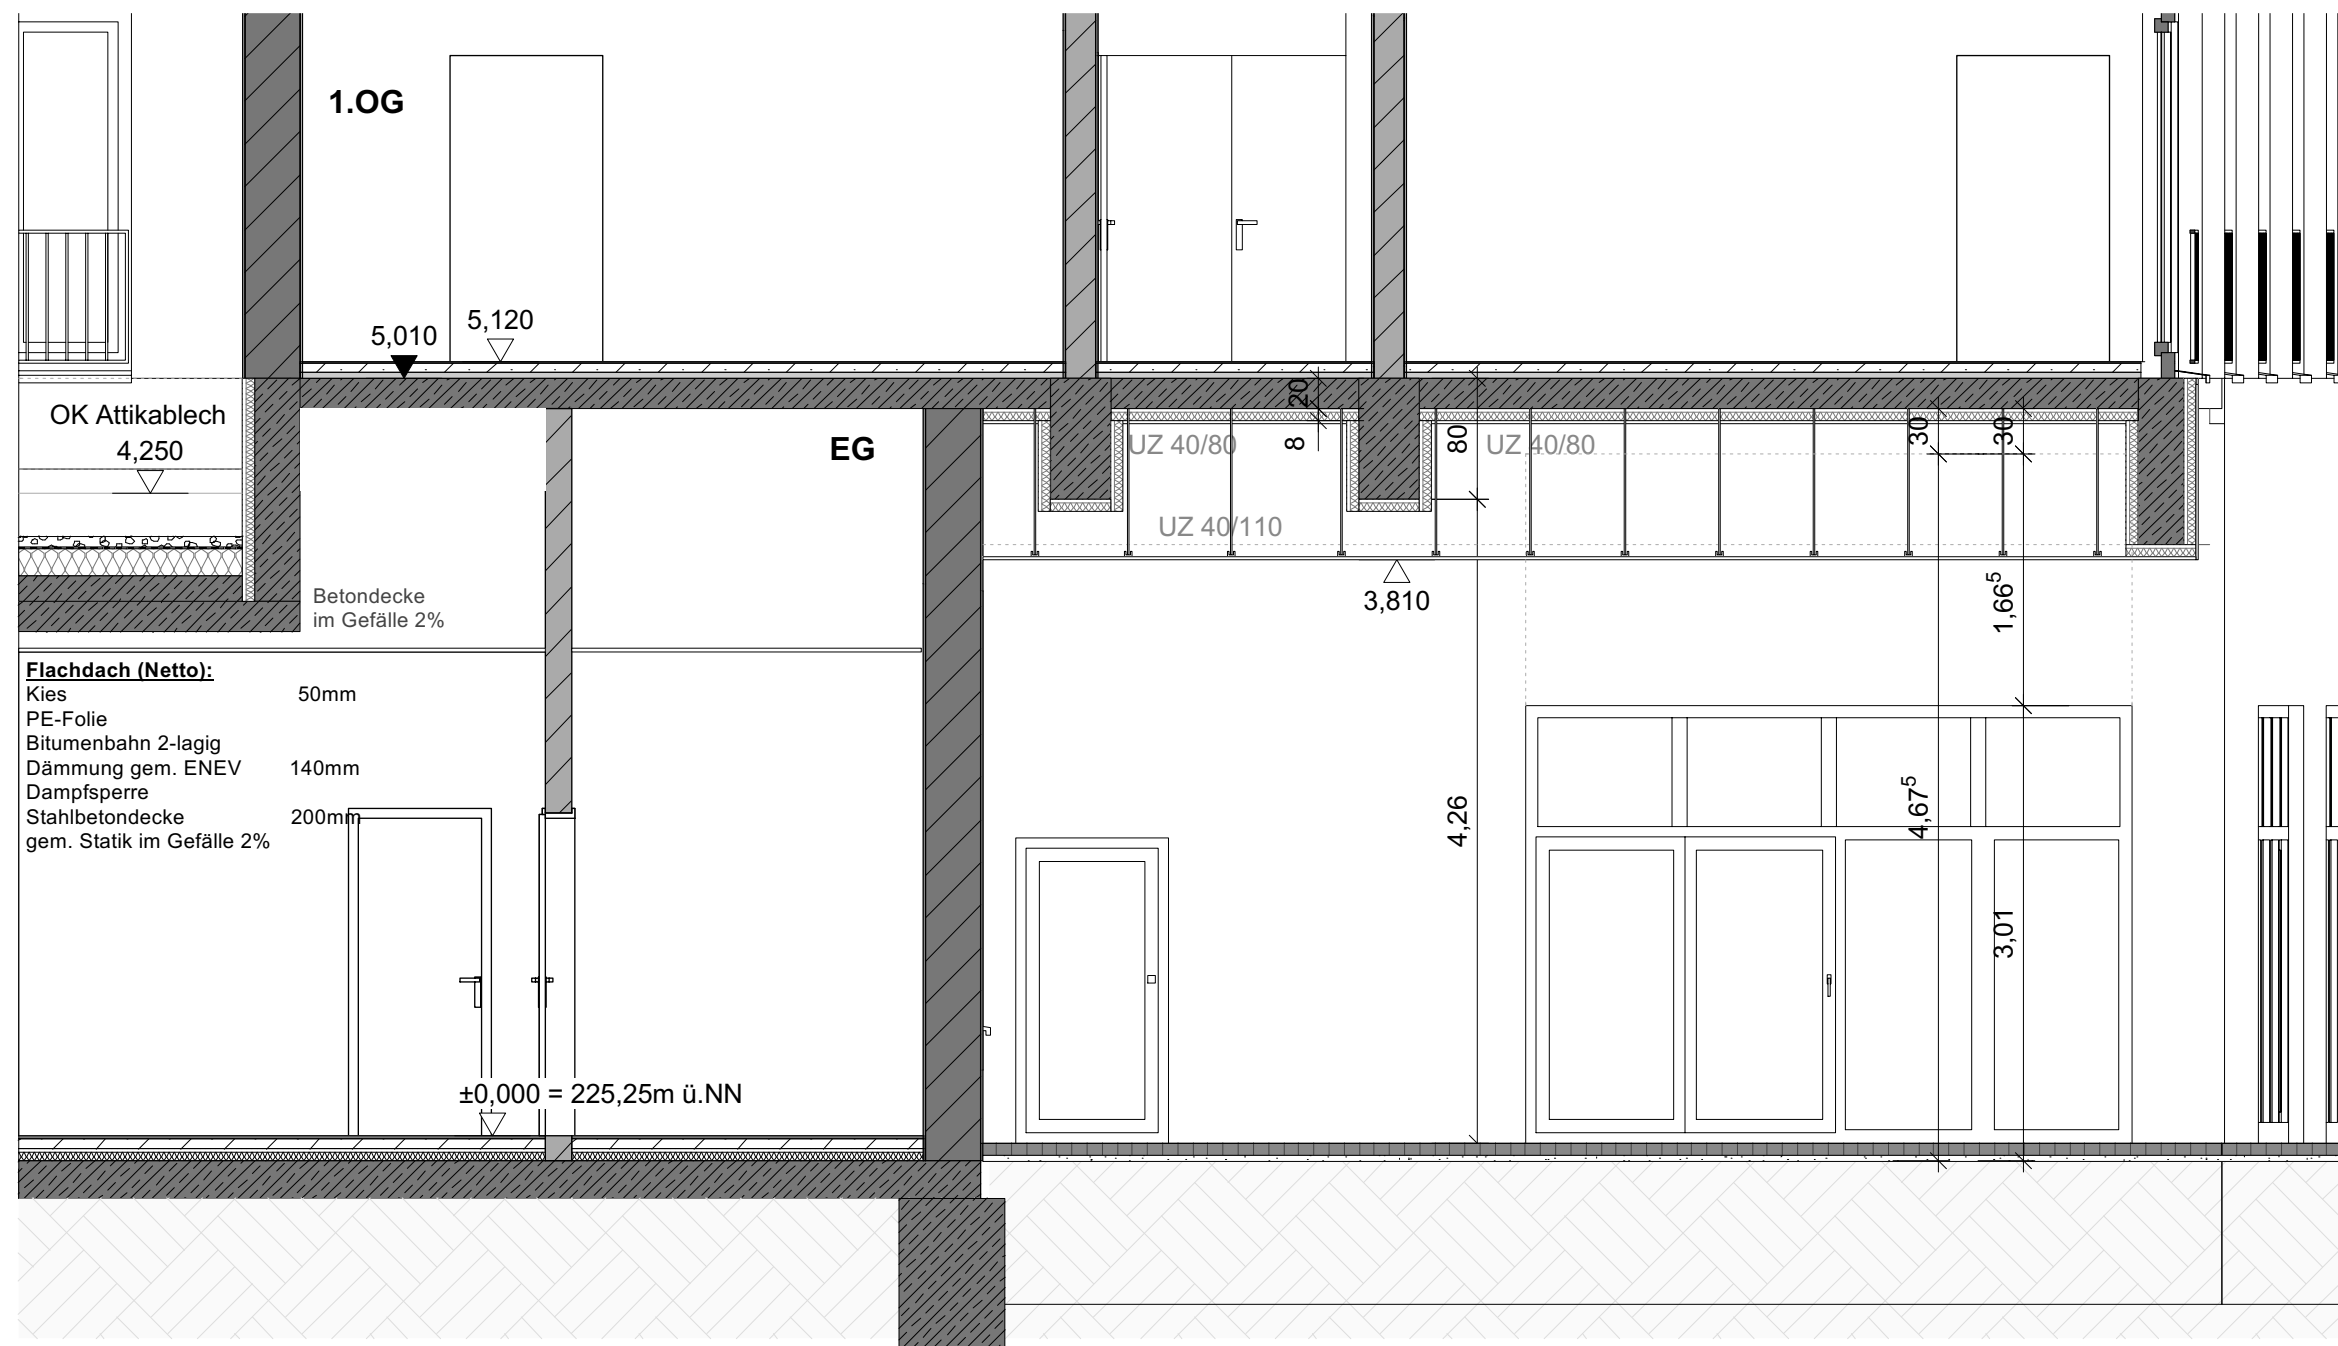 1.OG
5,010
5,120
OK Attikablech
4,250
EG
20
8
UZ 40/80
80
UZ 40/80
30
30
UZ 40/110
3,810
1,66⁵
Betondecke
im Gefälle 2%
Flachdach (Netto):
Kies 50mm
PE-Folie
Bitumenbahn 2-lagig
Dämmung gem. ENEV 140mm
Dampfsperre
Stahlbetondecke 200mm
gem. Statik im Gefälle 2%
4,26
4,67⁵
3,01
±0,000 = 225,25m ü.NN